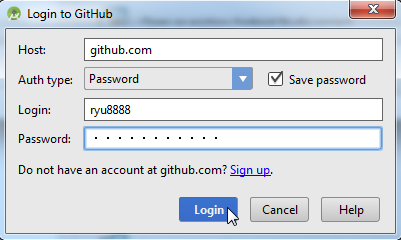 Login to GitHub
Host: github.com
Auth type: Password Save password
Login: ryu8888
Password: ···········
Do not have an account at github.com? Sign up.
Login Cancel Help